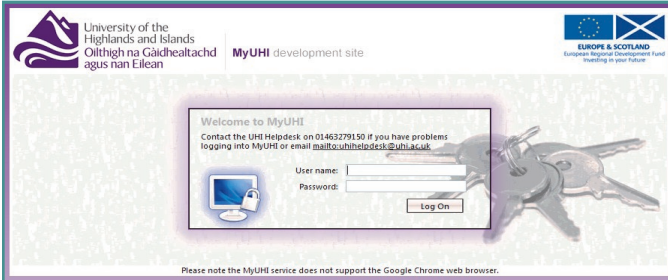 University of the
Highlands and Islands
Oilthigh na Gàidhealtachd
agus nan Eilean
MyUHI development site
EUROPE & SCOTLAND
European Regional Development Fund
Investing in your Future
Welcome to MyUHI
Contact the UHI Helpdesk on 01463279150 if you have problems
logging into MyUHI or email mailto:uhihelpdesk@uhi.ac.uk
User name:
Password:
Log On
Please note the MyUHI service does not support the Google Chrome web browser.